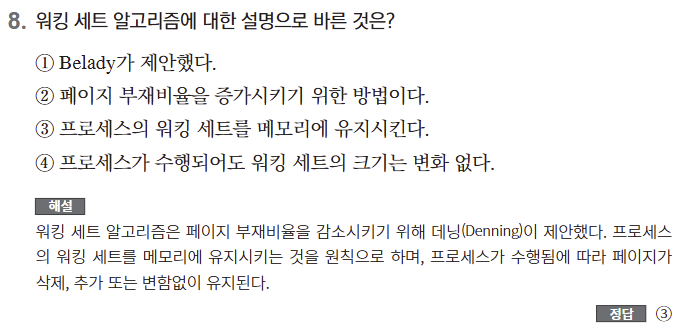 8. 워킹 세트 알고리즘에 대한 설명으로 바른 것은?
① Belady가 제안했다.
② 페이지 부재비율을 증가시키기 위한 방법이다.
③ 프로세스의 워킹 세트를 메모리에 유지시킨다.
④ 프로세스가 수행되어도 워킹 세트의 크기는 변화 없다.
해설
워킹 세트 알고리즘은 페이지 부재비율을 감소시키기 위해 데닝(Denning)이 제안했다. 프로세스
의 워킹 세트를 메모리에 유지시키는 것을 원칙으로 하며, 프로세스가 수행됨에 따라 페이지가
삭제, 추가 또는 변함없이 유지된다.
정답 ③